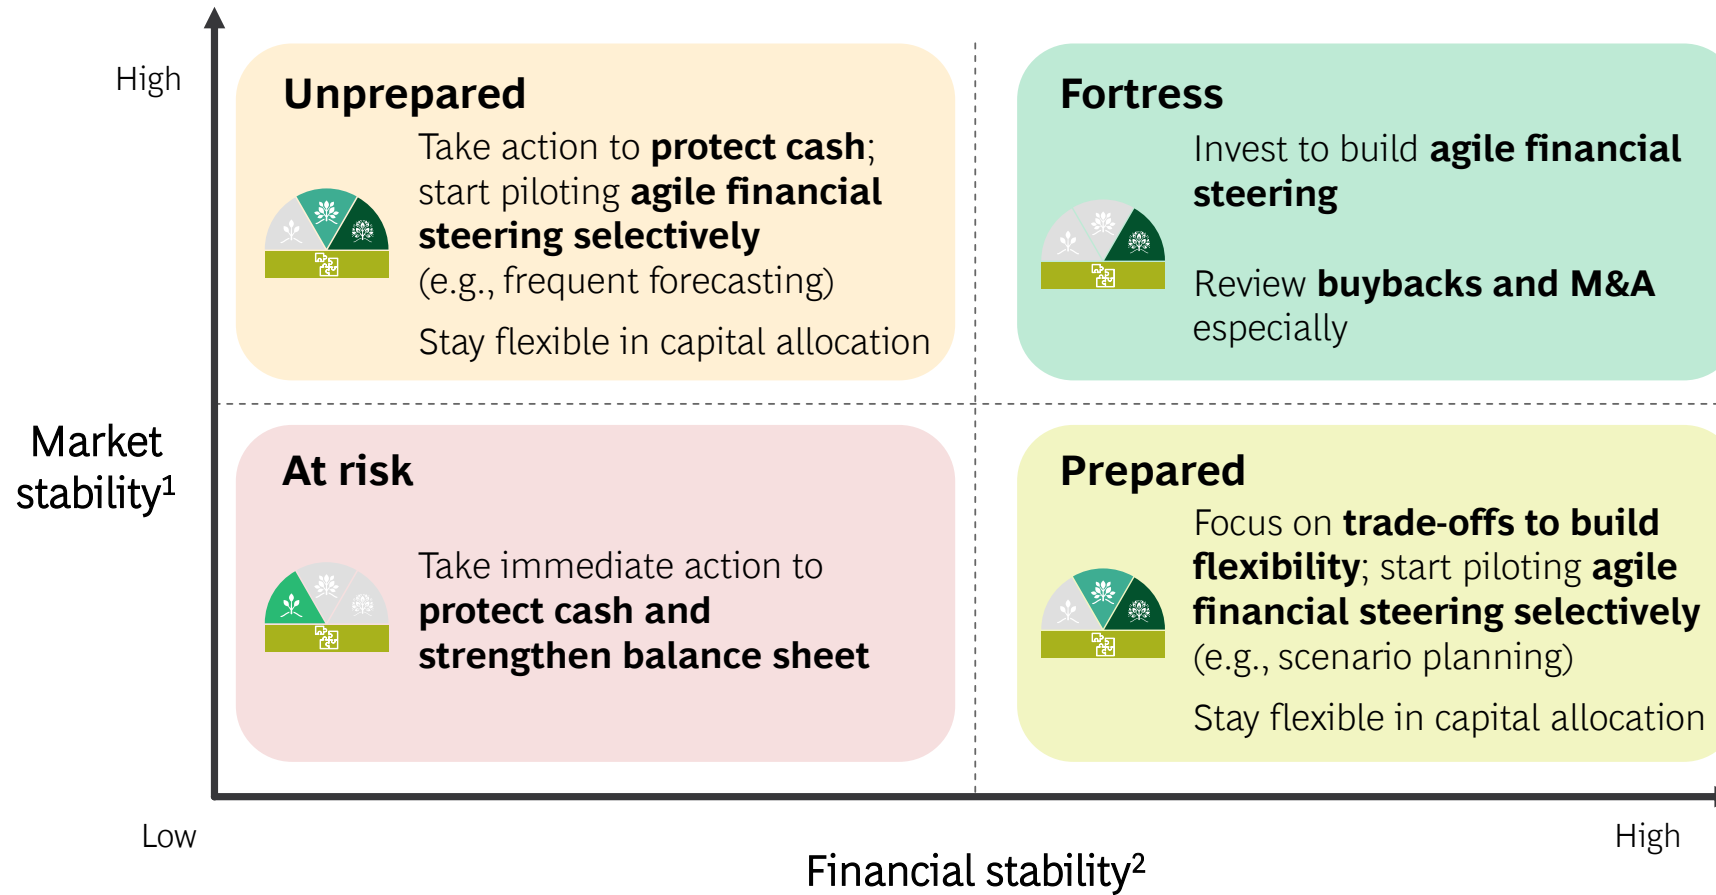 High
Unprepared
Take action to protect cash;
start piloting agile financial
steering selectively
(e.g., frequent forecasting)
Stay flexible in capital allocation
Fortress
Invest to build agile financial
steering
Review buybacks and M&A
especially
Market
stability1
At risk
Take immediate action to
protect cash and
strengthen balance sheet
Prepared
Focus on trade-offs to build
flexibility; start piloting agile
financial steering selectively
(e.g., scenario planning)
Stay flexible in capital allocation
Low
High
Financial stability2